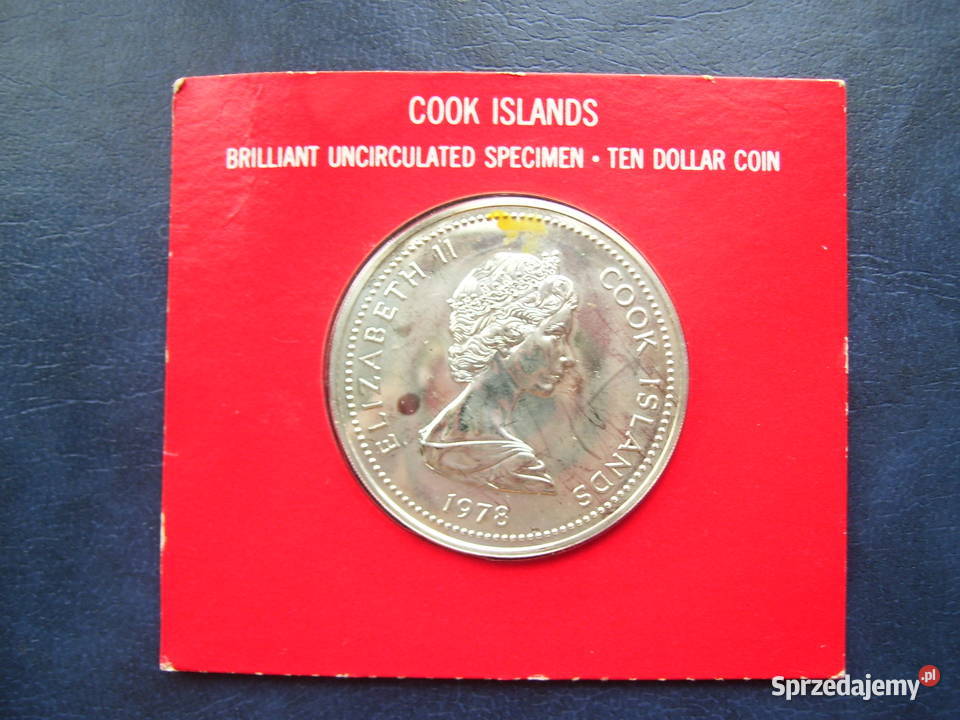 COOK ISLANDS
BRILLIANT UNCIRCULATED SPECIMEN • TEN DOLLAR COIN
ELIZABETH II
COOK ISLANDS
1978
Sprzedajemy.pl